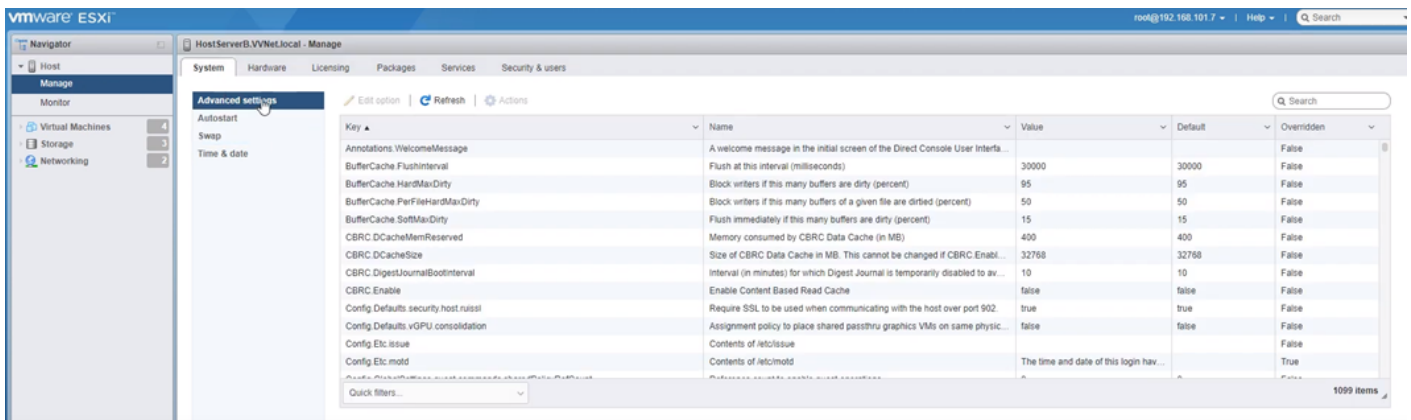 vmware ESXi™
root@192.168.101.7 | Help | Search
Navigator
HostServerB.VVNet.local - Manage
Host
Manage
Monitor
Virtual Machines 4
Storage 3
Networking 2
System Hardware Licensing Packages Services Security & users
Advanced settings
Autostart
Swap
Time & date
Edit option | Refresh | Actions
Search
Key Name Value Default Overridden
Annotations.WelcomeMessage A welcome message in the initial screen of the Direct Console User Interfa... False
BufferCache.FlushInterval Flush at this interval (milliseconds) 30000 30000 False
BufferCache.HardMaxDirty Block writers if this many buffers are dirty (percent) 95 95 False
BufferCache.PerFileHardMaxDirty Block writers if this many buffers of a given file are dirtied (percent) 50 50 False
BufferCache.SoftMaxDirty Flush immediately if this many buffers are dirty (percent) 15 15 False
CBRC.DCacheMemReserved Memory consumed by CBRC Data Cache (in MB) 400 400 False
CBRC.DCacheSize Size of CBRC Data Cache in MB. This cannot be changed if CBRC.Enabl... 32768 32768 False
CBRC.DigestJournalBootInterval Interval (in minutes) for which Digest Journal is temporarily disabled to av... 10 10 False
CBRC.Enable Enable Content Based Read Cache false false False
Config.Defaults.security.host.ruissl Require SSL to be used when communicating with the host over port 902. true true False
Config.Defaults.vGPU.consolidation Assignment policy to place shared passthru graphics VMs on same physic... false false False
Config.Etc.issue Contents of /etc/issue False
Config.Etc.motd Contents of /etc/motd The time and date of this login hav... True
Quick filters...
1099 items